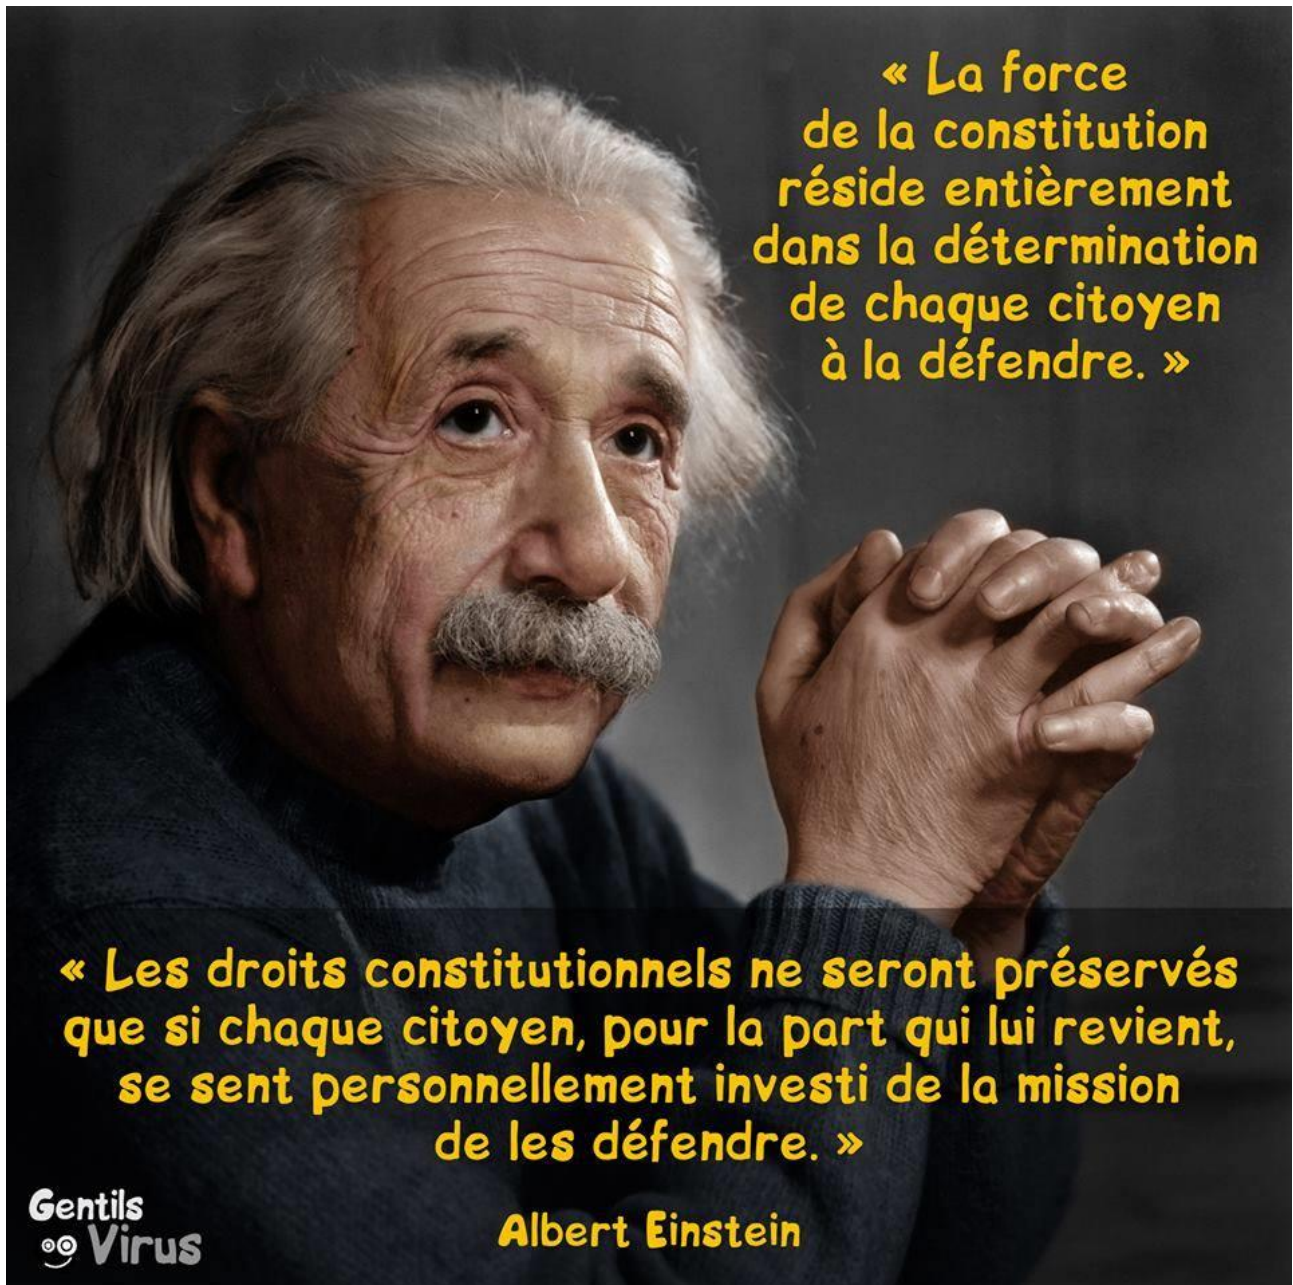 « La force
de la constitution
réside entièrement
dans la détermination
de chaque citoyen
à la défendre. »
« Les droits constitutionnels ne seront préservés
que si chaque citoyen, pour la part qui lui revient,
se sent personnellement investi de la mission
de les défendre. »
Albert Einstein
Gentils
Virus